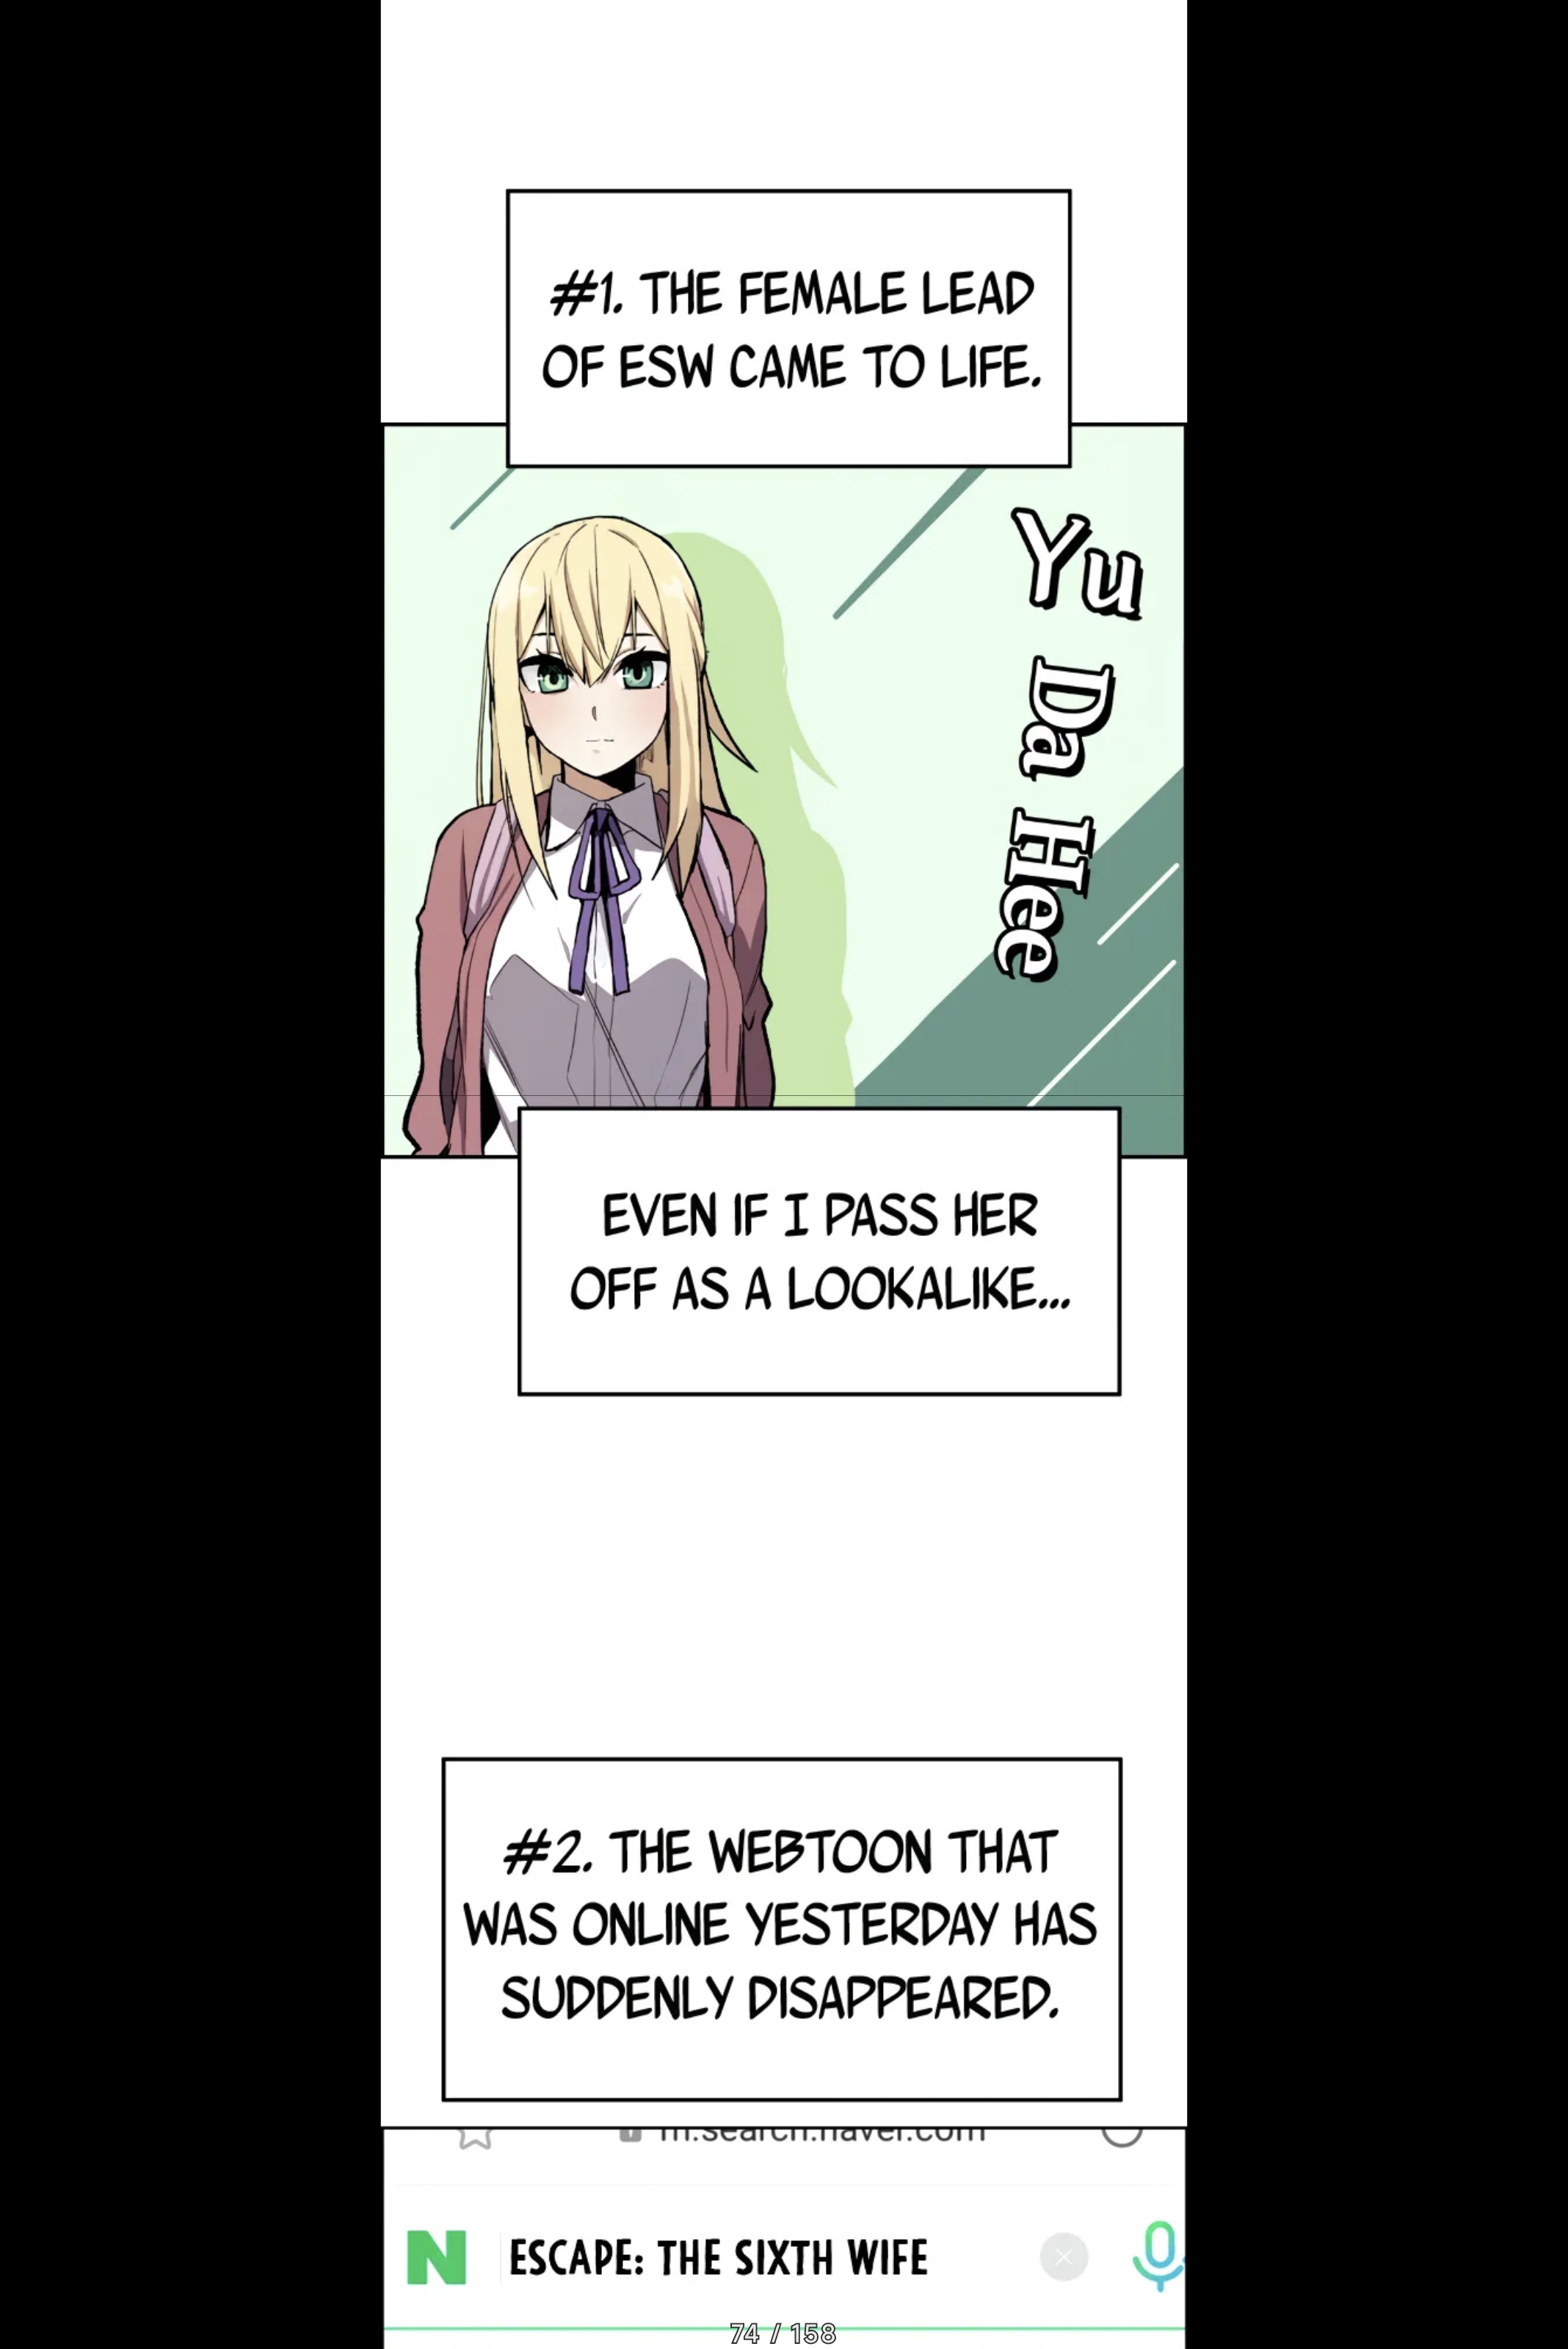 #1. THE FEMALE LEAD
OF ESW CAME TO LIFE.
Yu Da Hee
EVEN IF I PASS HER
OFF AS A LOOKALIKE...
#2. THE WEBTOON THAT
WAS ONLINE YESTERDAY HAS
SUDDENLY DISAPPEARED.
m.search.naver.com
N ESCAPE: THE SIXTH WIFE
74 / 158